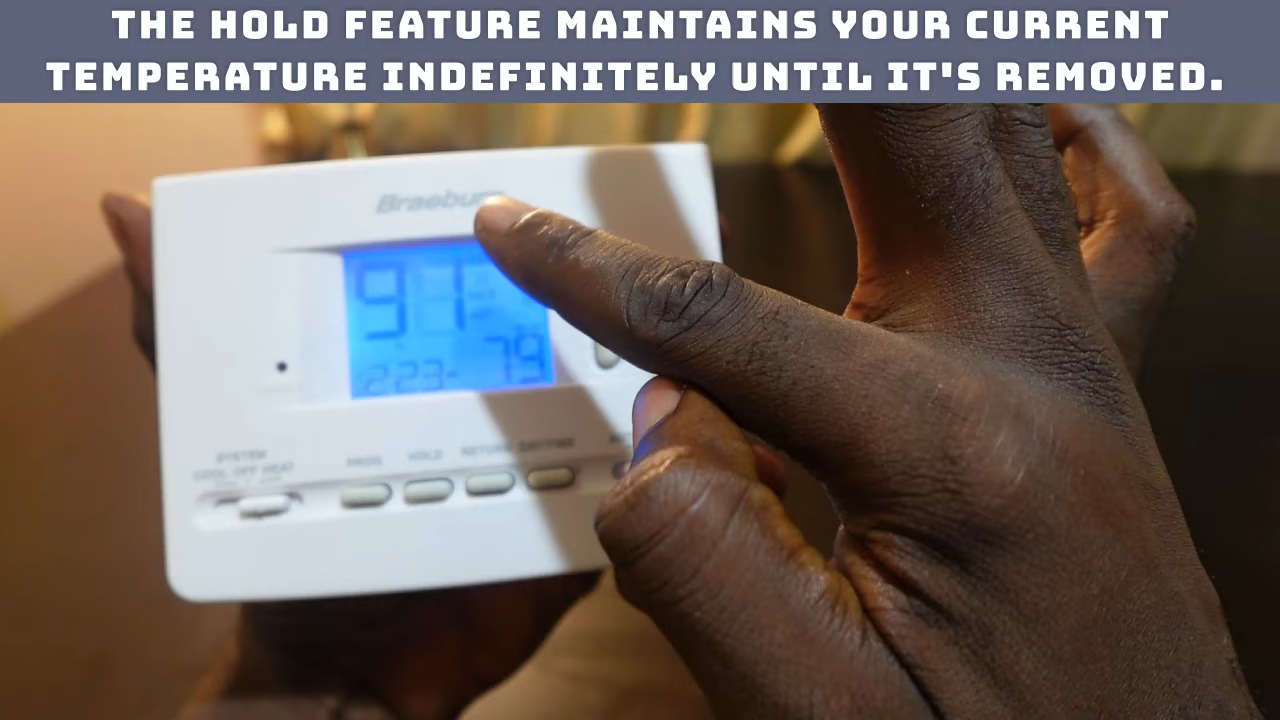 THE HOLD FEATURE MAINTAINS YOUR CURRENT
TEMPERATURE INDEFINITELY UNTIL IT'S REMOVED.
Braeburn
91
79
SYSTEM
COOL OFF HEAT
PROG HOLD RETURN